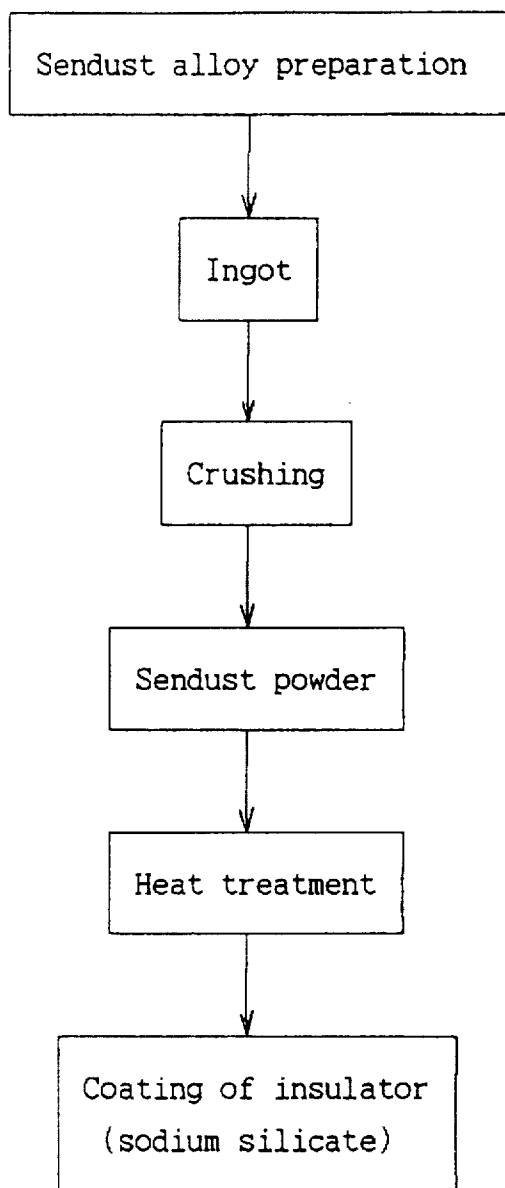 Sendust alloy preparation
Ingot
Crushing
Sendust powder
Heat treatment
Coating of insulator
(sodium silicate)